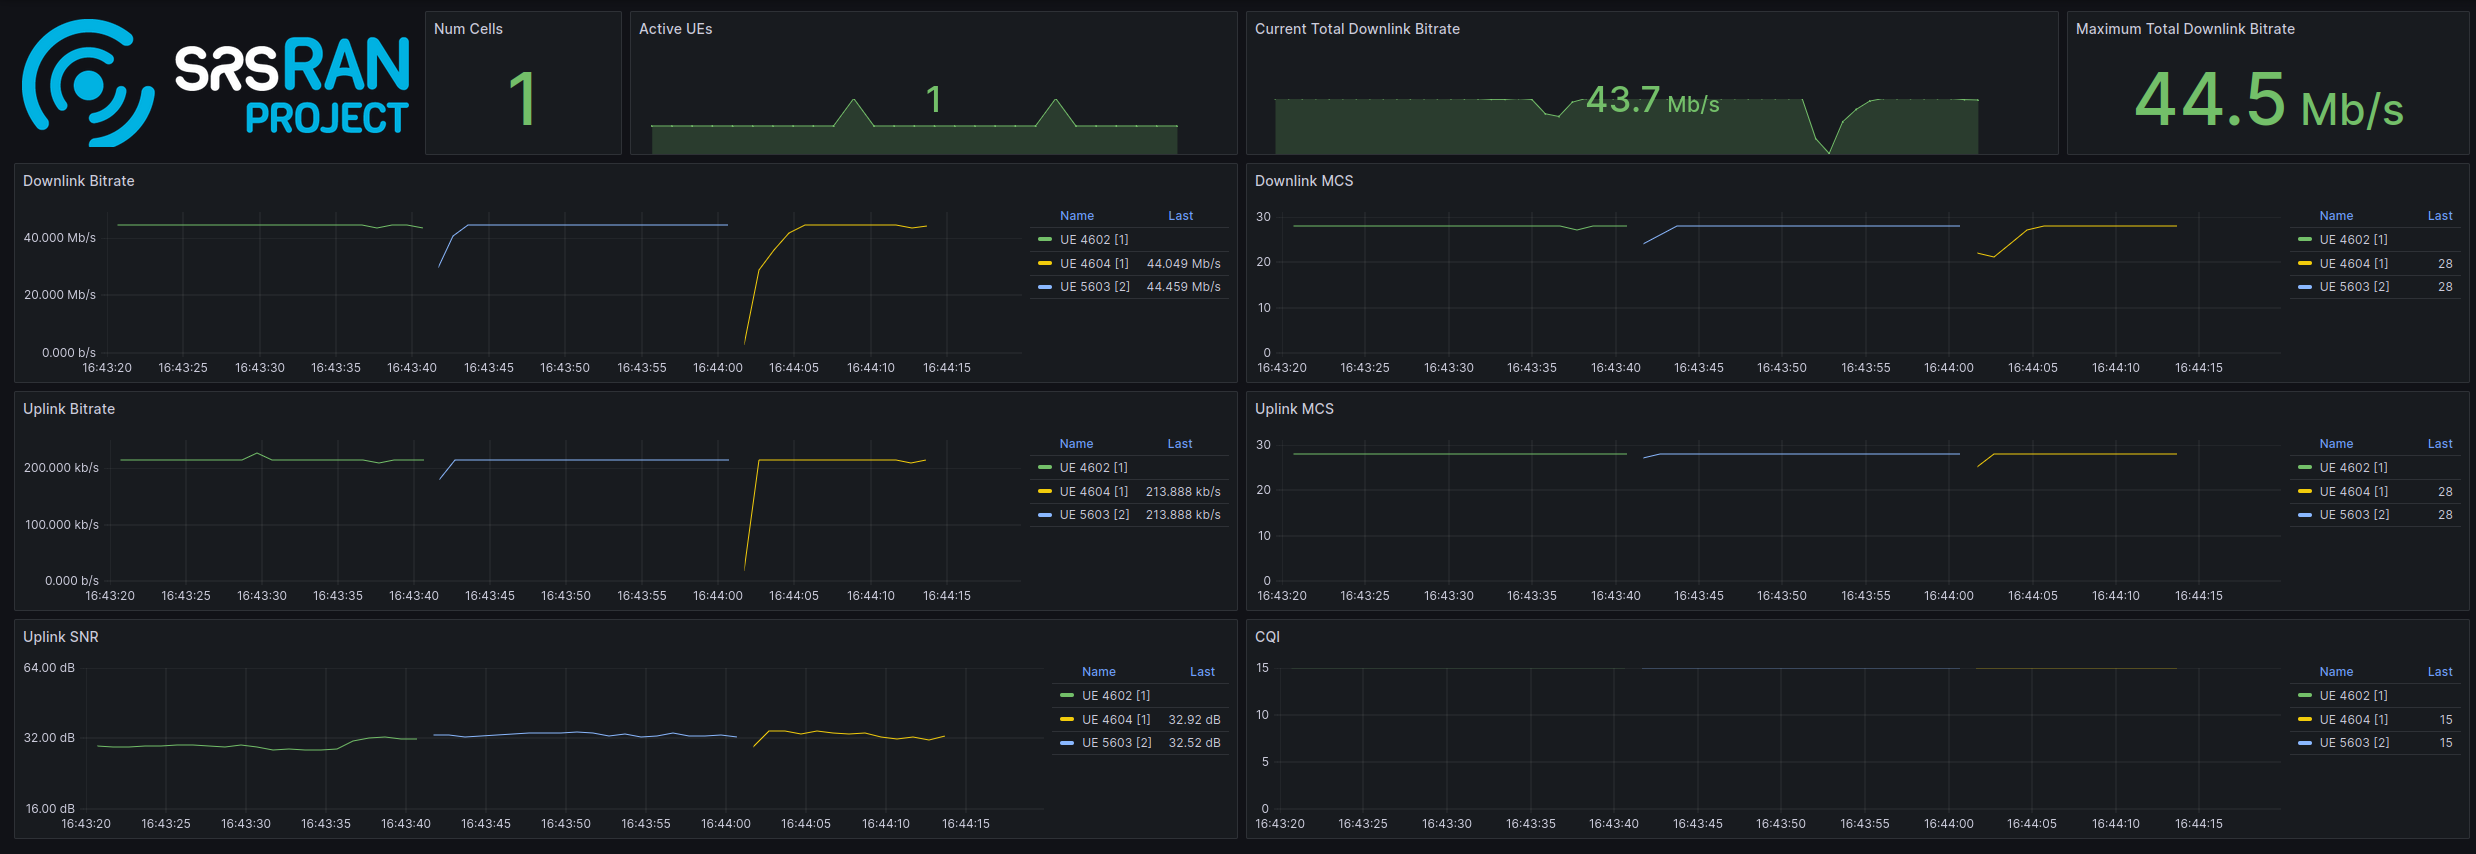 srsRAN
PROJECT
Num Cells
1
Active UEs
1
Current Total Downlink Bitrate
43.7 Mb/s
Maximum Total Downlink Bitrate
44.5 Mb/s
Downlink Bitrate
40.000 Mb/s
20.000 Mb/s
0.000 b/s
16:43:20 16:43:25 16:43:30 16:43:35 16:43:40 16:43:45 16:43:50 16:43:55 16:44:00 16:44:05 16:44:10 16:44:15
Name Last
UE 4602 [1]
UE 4604 [1] 44.049 Mb/s
UE 5603 [2] 44.459 Mb/s
Downlink MCS
30
20
10
0
16:43:20 16:43:25 16:43:30 16:43:35 16:43:40 16:43:45 16:43:50 16:43:55 16:44:00 16:44:05 16:44:10 16:44:15
Name Last
UE 4602 [1]
UE 4604 [1] 28
UE 5603 [2] 28
Uplink Bitrate
200.000 kb/s
100.000 kb/s
0.000 b/s
16:43:20 16:43:25 16:43:30 16:43:35 16:43:40 16:43:45 16:43:50 16:43:55 16:44:00 16:44:05 16:44:10 16:44:15
Name Last
UE 4602 [1]
UE 4604 [1] 213.888 kb/s
UE 5603 [2] 213.888 kb/s
Uplink MCS
30
20
10
0
16:43:20 16:43:25 16:43:30 16:43:35 16:43:40 16:43:45 16:43:50 16:43:55 16:44:00 16:44:05 16:44:10 16:44:15
Name Last
UE 4602 [1]
UE 4604 [1] 28
UE 5603 [2] 28
Uplink SNR
64.00 dB
32.00 dB
16.00 dB
16:43:20 16:43:25 16:43:30 16:43:35 16:43:40 16:43:45 16:43:50 16:43:55 16:44:00 16:44:05 16:44:10 16:44:15
Name Last
UE 4602 [1]
UE 4604 [1] 32.92 dB
UE 5603 [2] 32.52 dB
CQI
15
10
5
0
16:43:20 16:43:25 16:43:30 16:43:35 16:43:40 16:43:45 16:43:50 16:43:55 16:44:00 16:44:05 16:44:10 16:44:15
Name Last
UE 4602 [1]
UE 4604 [1] 15
UE 5603 [2] 15